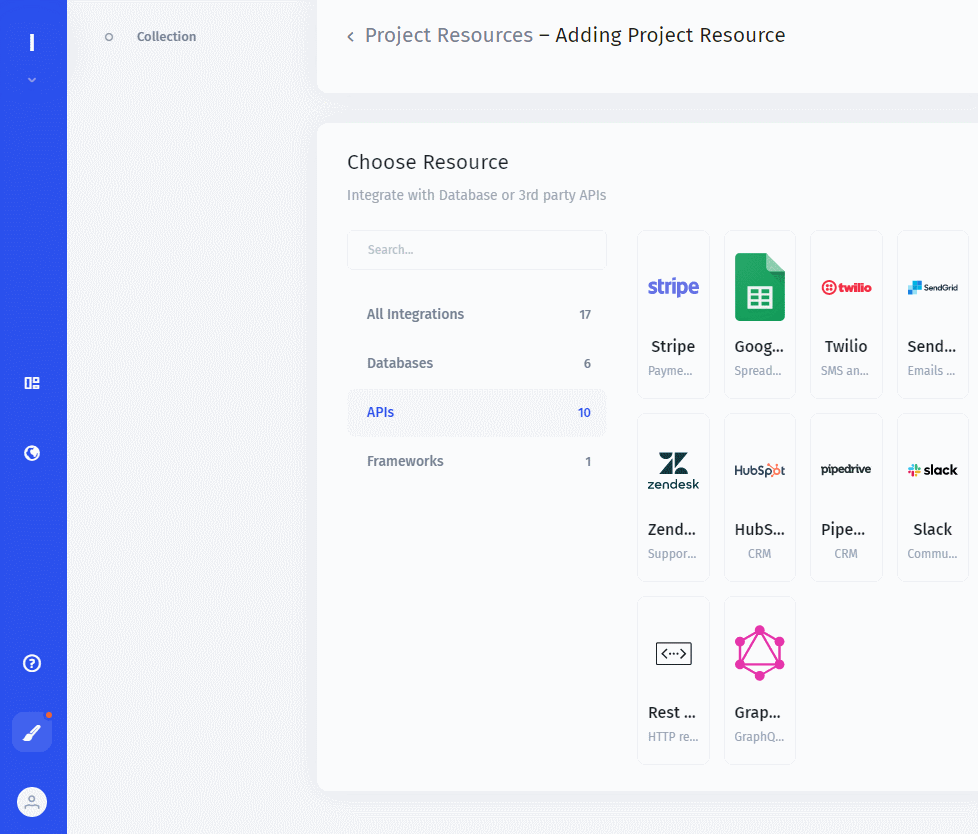 Collection
Project Resources – Adding Project Resource
Choose Resource
Integrate with Database or 3rd party APIs
Search...
All Integrations 17
Databases 6
APIs 10
Frameworks 1
stripe
Stripe
Payme...
Goog...
Spread...
twilio
Twilio
SMS an...
SendGrid
Send...
Emails ...
zendesk
Zend...
Suppor...
HubSpot
HubS...
CRM
pipedrive
Pipe...
CRM
slack
Slack
Commu...
Rest ...
HTTP re...
Grap...
GraphQ...